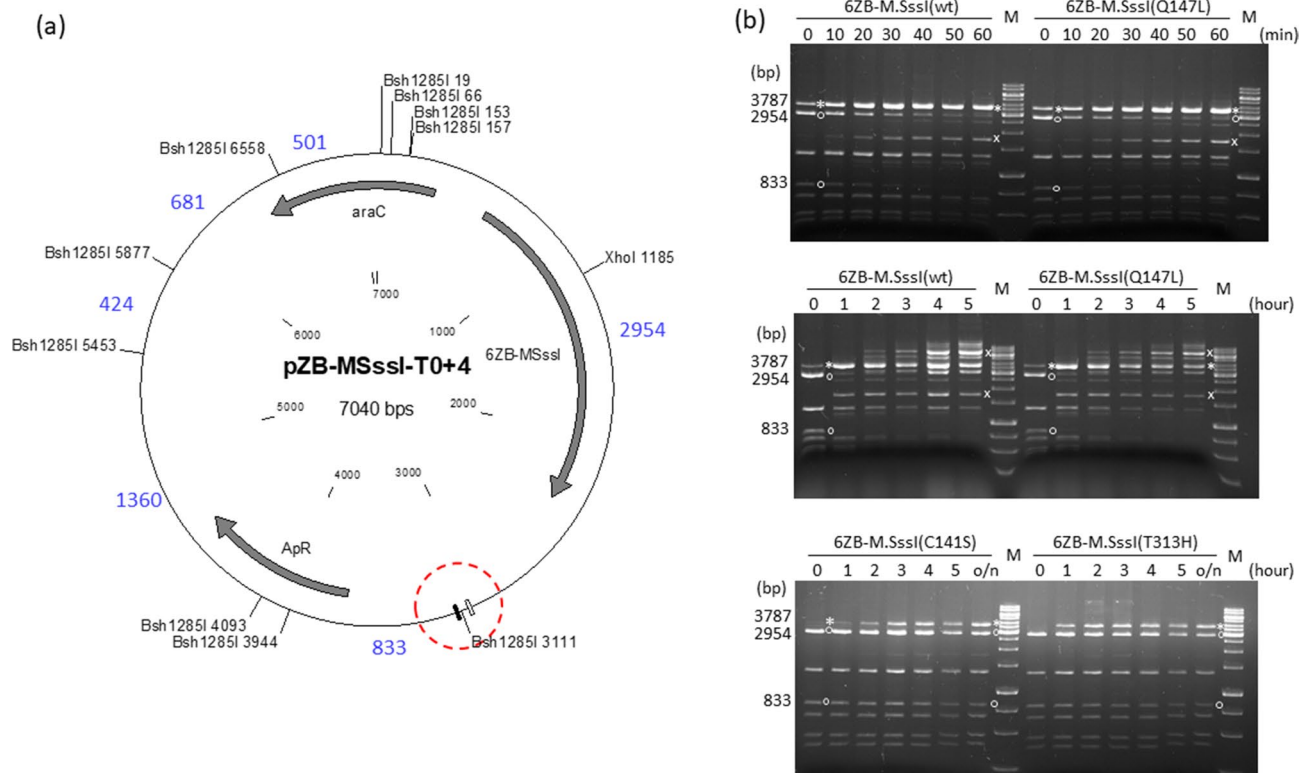 (a)
Bsh1285I 19
Bsh1285I 66
Bsh1285I 153
Bsh1285I 157
Bsh1285I 6558
501
681
araC
Bsh1285I 5877
XhoI 1185
7000
424
6000
1000
6ZB-MSssI
2954
Bsh1285I 5453
pZB-MSssI-T0+4
7040 bps
5000
2000
4000
3000
1360
ApR
Bsh1285I 4093
Bsh1285I 3944
833
Bsh1285I 3111
(b)
6ZB-M.SssI(wt) M 6ZB-M.SssI(Q147L) M
0 10 20 30 40 50 60 0 10 20 30 40 50 60 (min)
(bp)
3787 * *
2954 o o o
x x
833 o o
6ZB-M.SssI(wt) M 6ZB-M.SssI(Q147L) M
0 1 2 3 4 5 0 1 2 3 4 5 (hour)
(bp)
x x
3787 * * *
2954 o o
x x
833 o o
6ZB-M.SssI(C141S) M 6ZB-M.SssI(T313H) M
0 1 2 3 4 5 o/n 0 1 2 3 4 5 o/n (hour)
(bp)
3787 * * *
2954 o o o
833 o o o